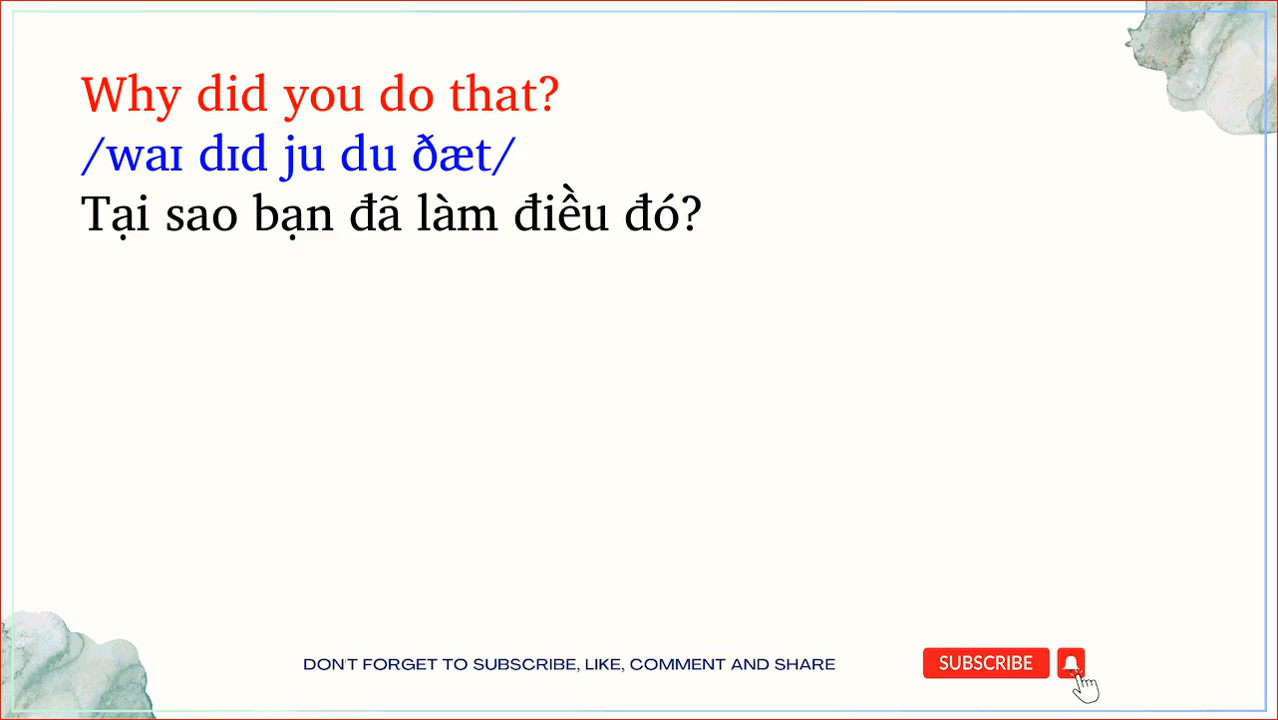 Why did you do that?
/waɪ dɪd ju du ðæt/
Tại sao bạn đã làm điều đó?
DON'T FORGET TO SUBSCRIBE, LIKE, COMMENT AND SHARE
SUBSCRIBE